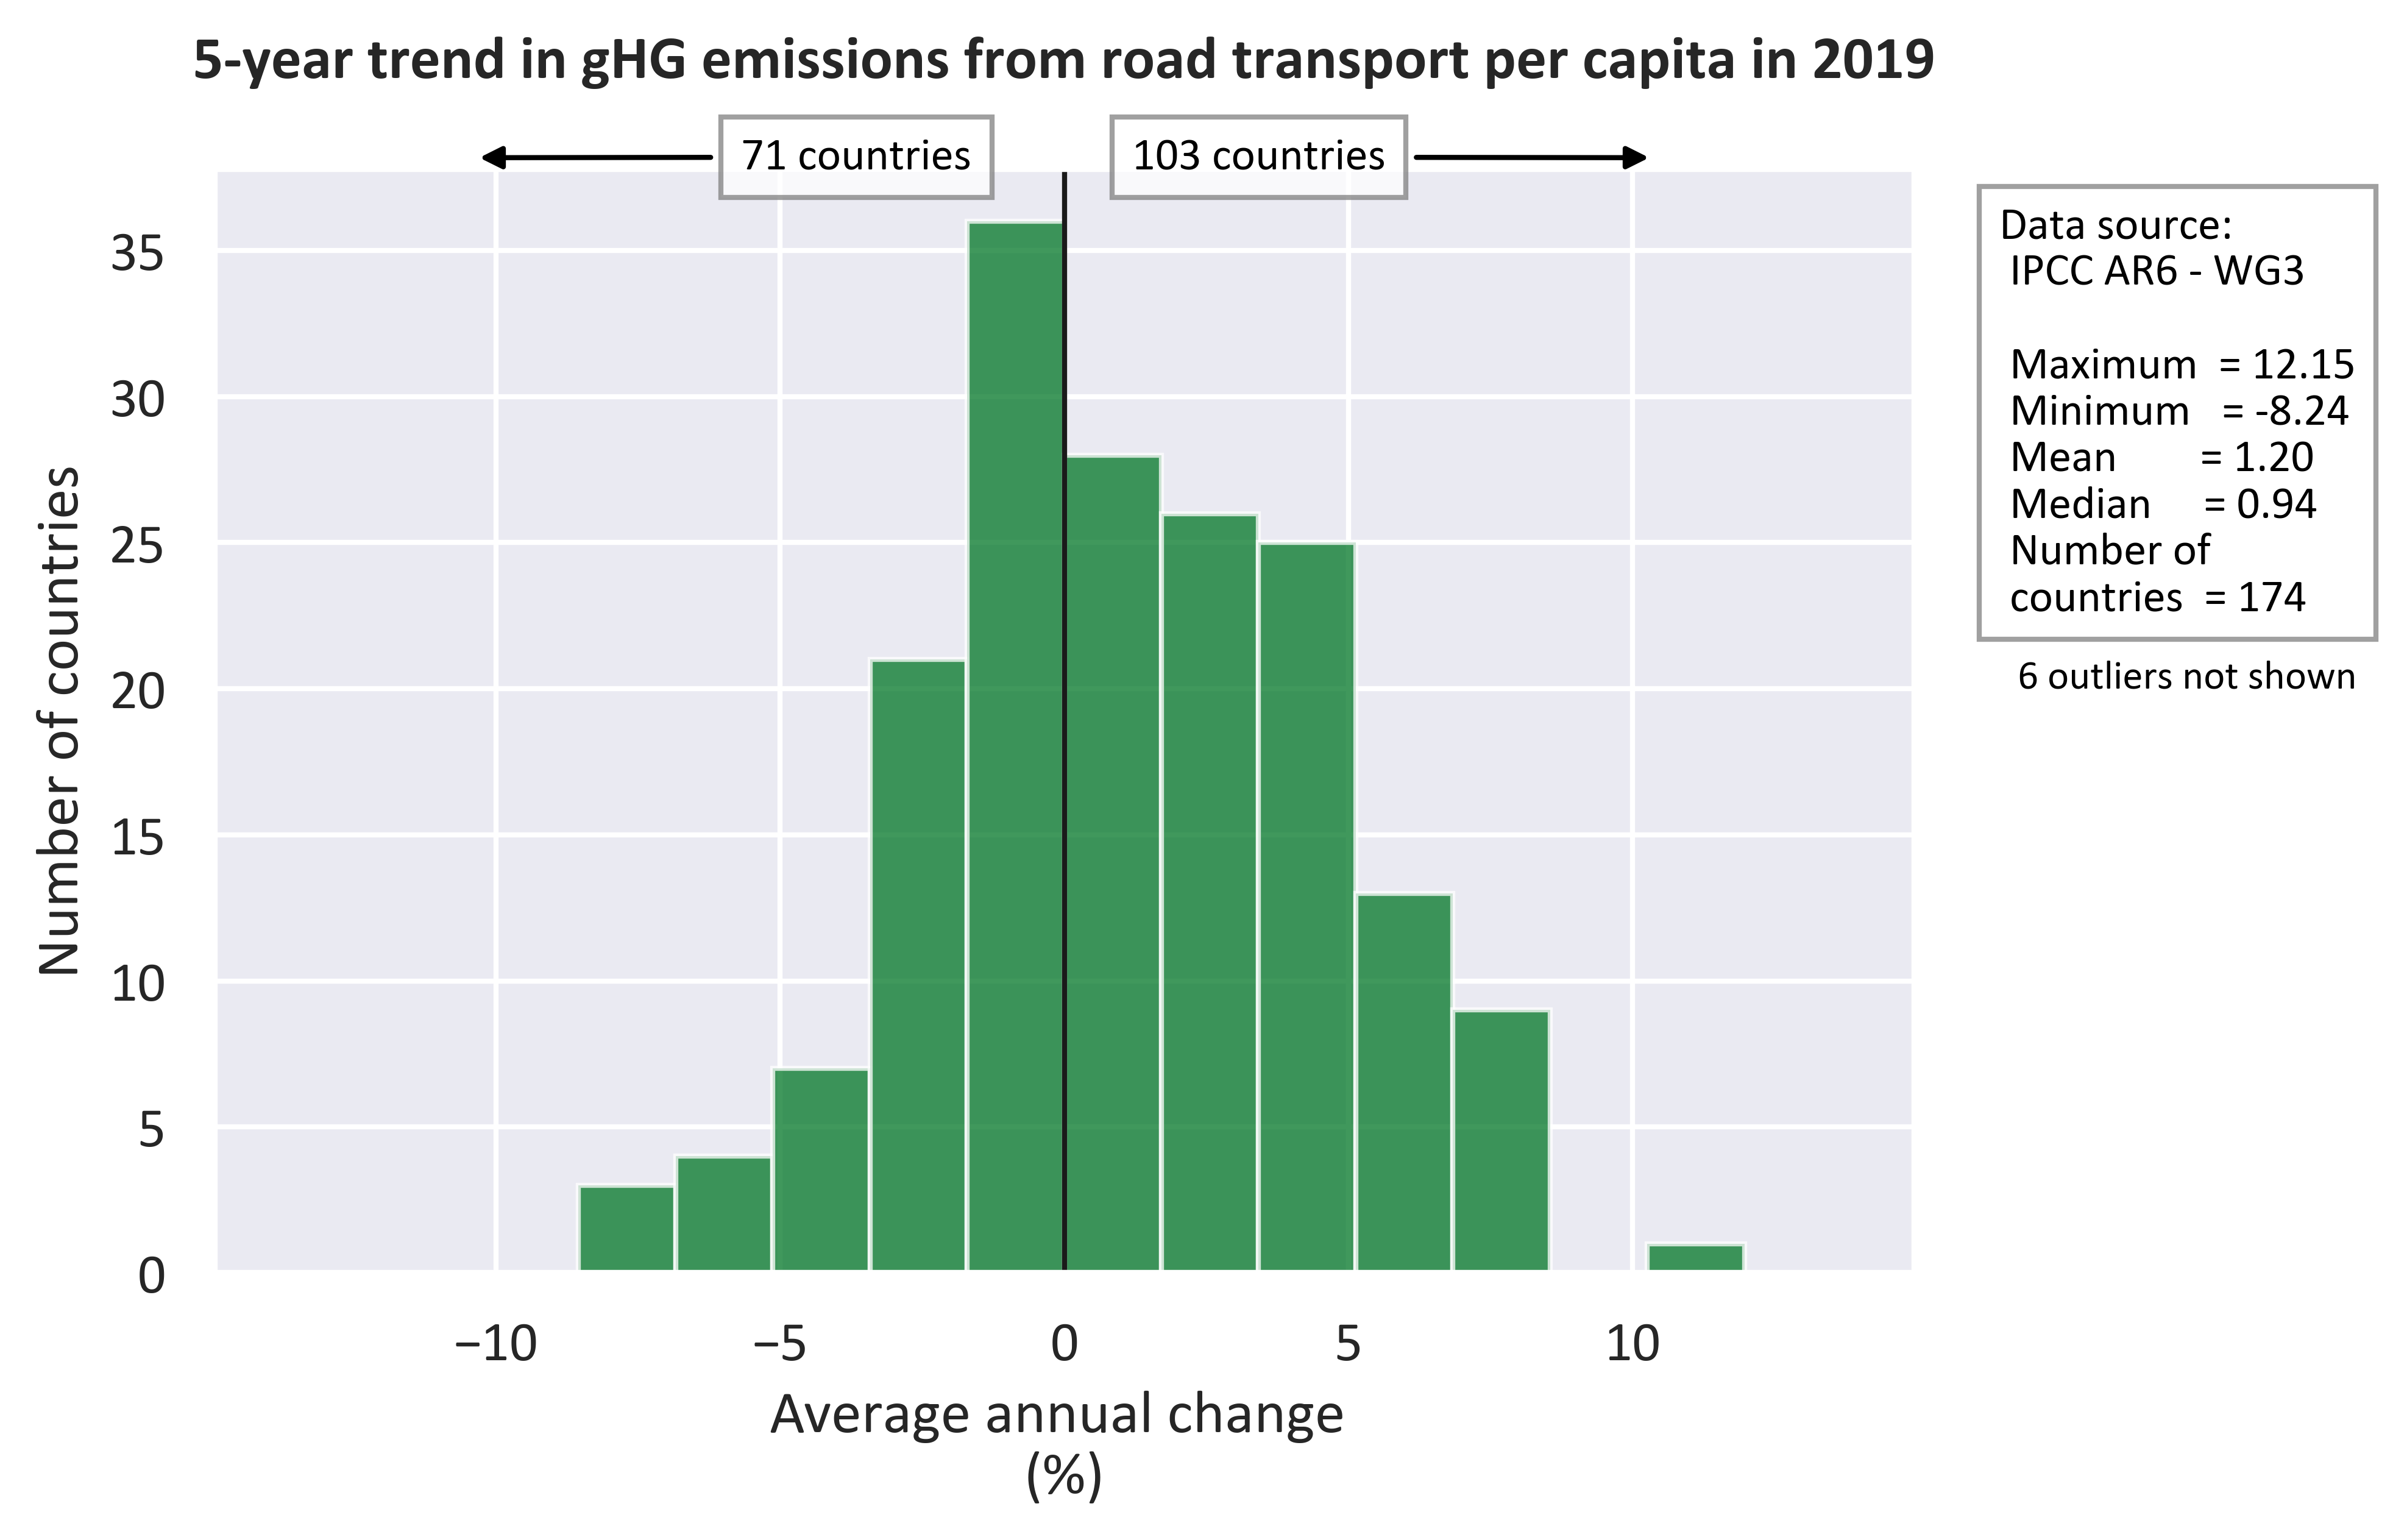 5-year trend in gHG emissions from road transport per capita in 2019
71 countries
103 countries
35
30
25
20
15
10
5
0
Number of countries
−10
−5
0
5
10
Average annual change
(%)
Data source:
IPCC AR6 - WG3
Maximum = 12.15
Minimum = -8.24
Mean = 1.20
Median = 0.94
Number of
countries = 174
6 outliers not shown